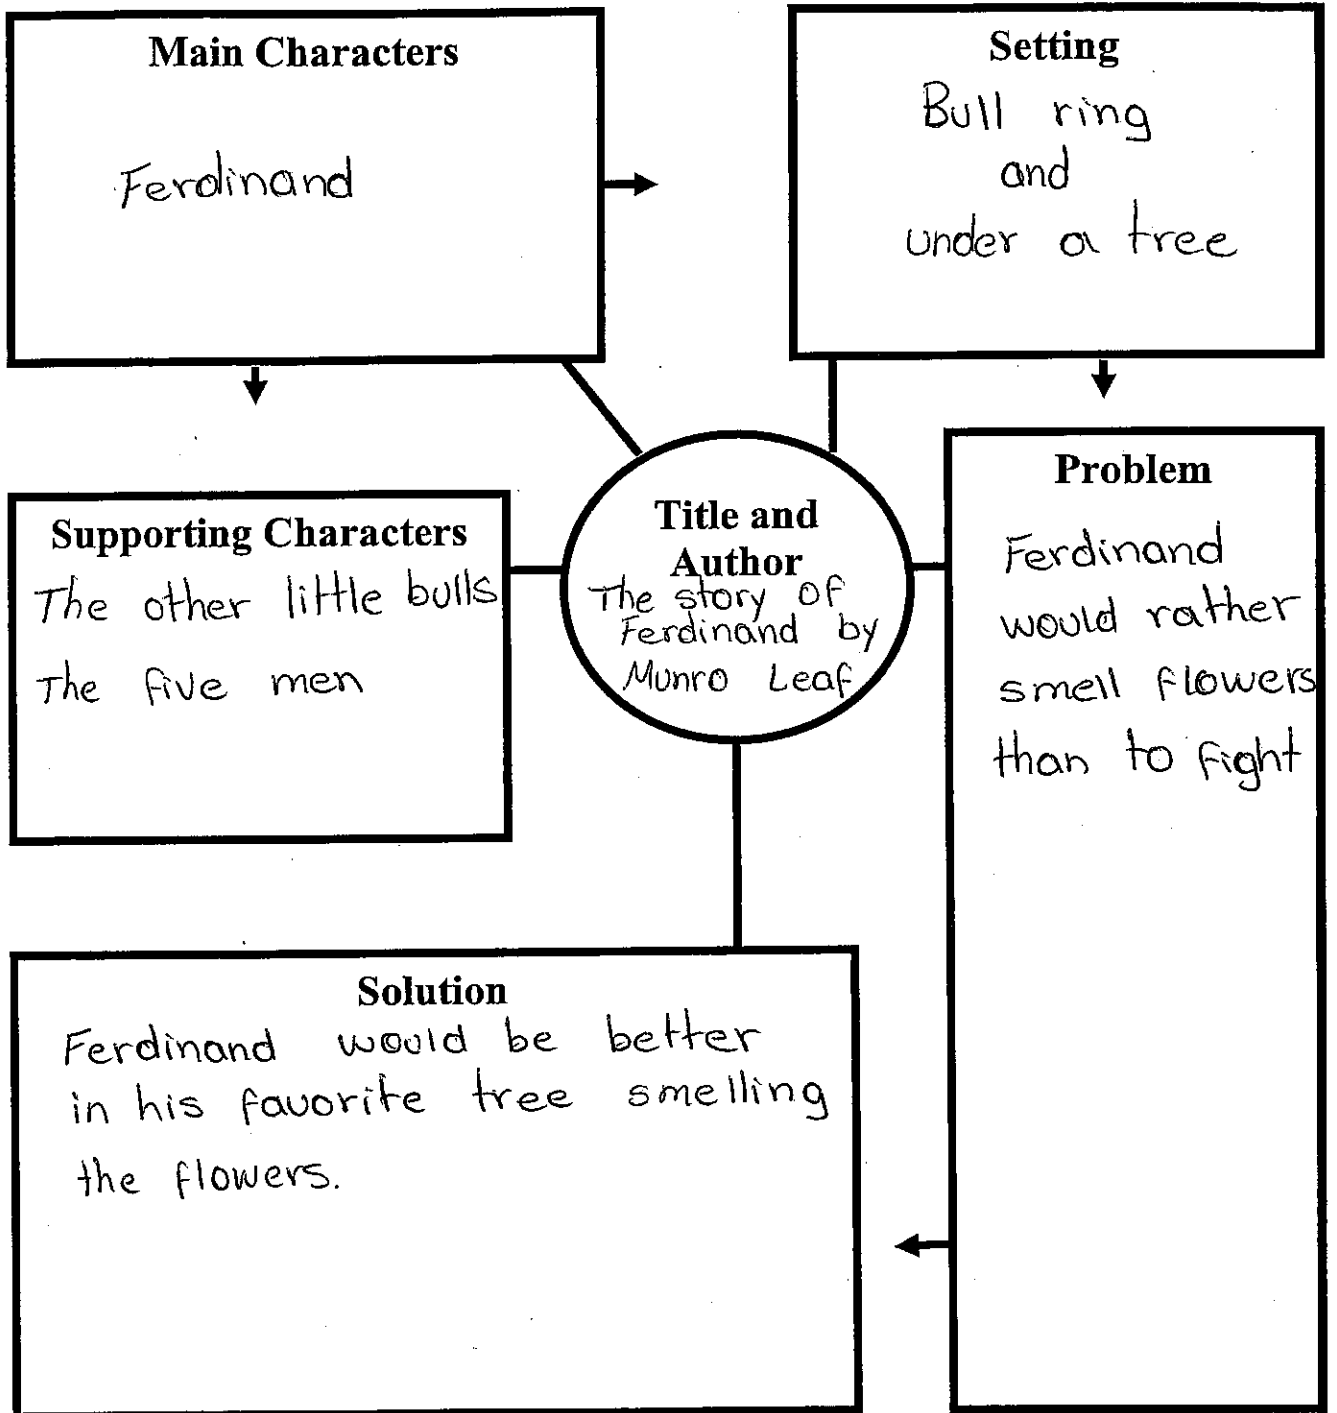 Main Characters
Ferdinand
Setting
Bull ring
and
under a tree
Supporting Characters
The other little bulls
The five men
Title and
Author
The story of
Ferdinand by
Munro Leaf
Problem
Ferdinand
would rather
smell flowers
than to fight
Solution
Ferdinand would be better
in his favorite tree smelling
the flowers.